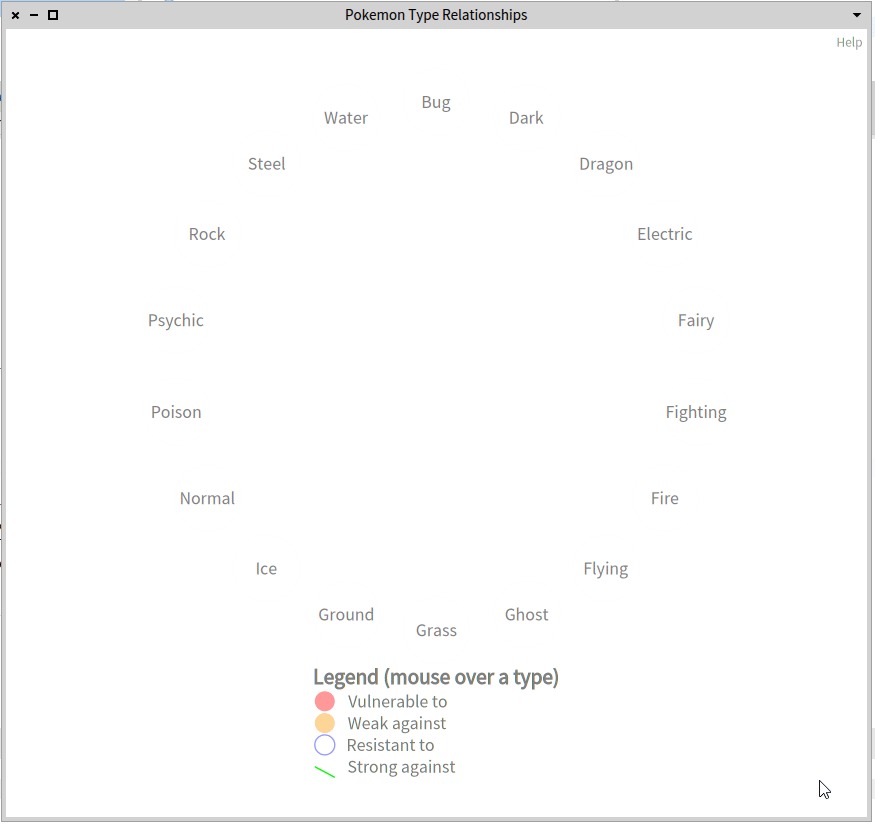 Pokemon Type Relationships
Help
Bug
Water
Dark
Steel
Dragon
Rock
Electric
Psychic
Fairy
Poison
Fighting
Normal
Fire
Ice
Flying
Ground
Ghost
Grass
Legend (mouse over a type)
Vulnerable to
Weak against
Resistant to
Strong against